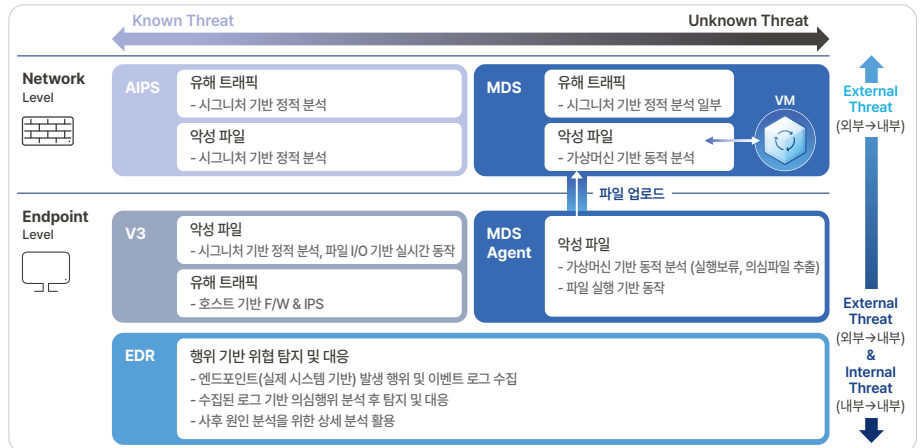 Known Threat
Unknown Threat
Network
Level
AIPS
유해 트래픽
- 시그니처 기반 정적 분석
악성 파일
- 시그니처 기반 정적 분석
MDS
유해 트래픽
- 시그니처 기반 정적 분석 일부
악성 파일
- 가상머신 기반 동적 분석
VM
External
Threat
(외부→내부)
파일 업로드
Endpoint
Level
V3
악성 파일
- 시그니처 기반 정적 분석, 파일 I/O 기반 실시간 동작
유해 트래픽
- 호스트 기반 F/W & IPS
MDS
Agent
악성 파일
- 가상머신 기반 동적 분석 (실행보류, 의심파일 추출)
- 파일 실행 기반 동작
EDR
행위 기반 위협 탐지 및 대응
- 엔드포인트(실제 시스템 기반) 발생 행위 및 이벤트 로그 수집
- 수집된 로그 기반 의심행위 분석 후 탐지 및 대응
- 사후 원인 분석을 위한 상세 분석 활용
External
Threat
(외부→내부)
&
Internal
Threat
(내부→내부)